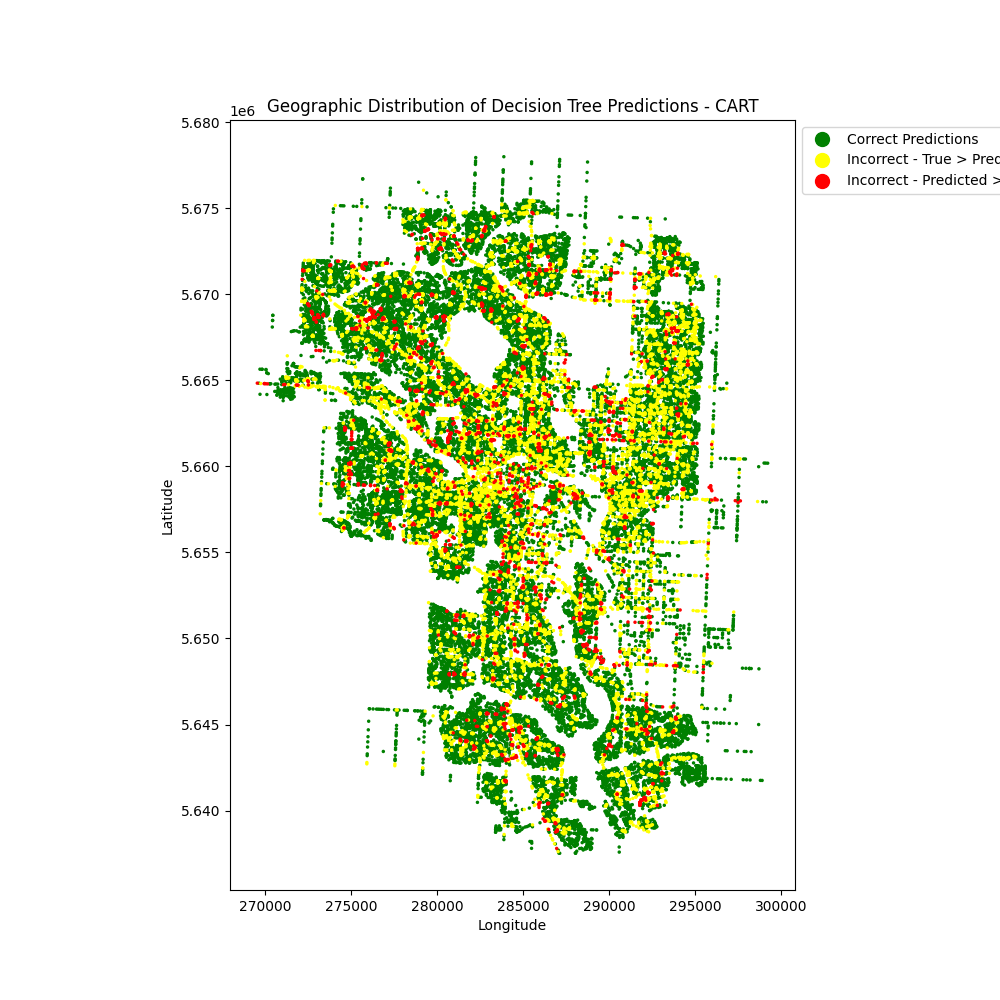 Geographic Distribution of Decision Tree Predictions - CART
1e6
Correct Predictions
Incorrect - True > Pred
Incorrect - Predicted >
5.680
5.675
5.670
5.665
5.660
5.655
5.650
5.645
5.640
Latitude
270000 275000 280000 285000 290000 295000 300000
Longitude